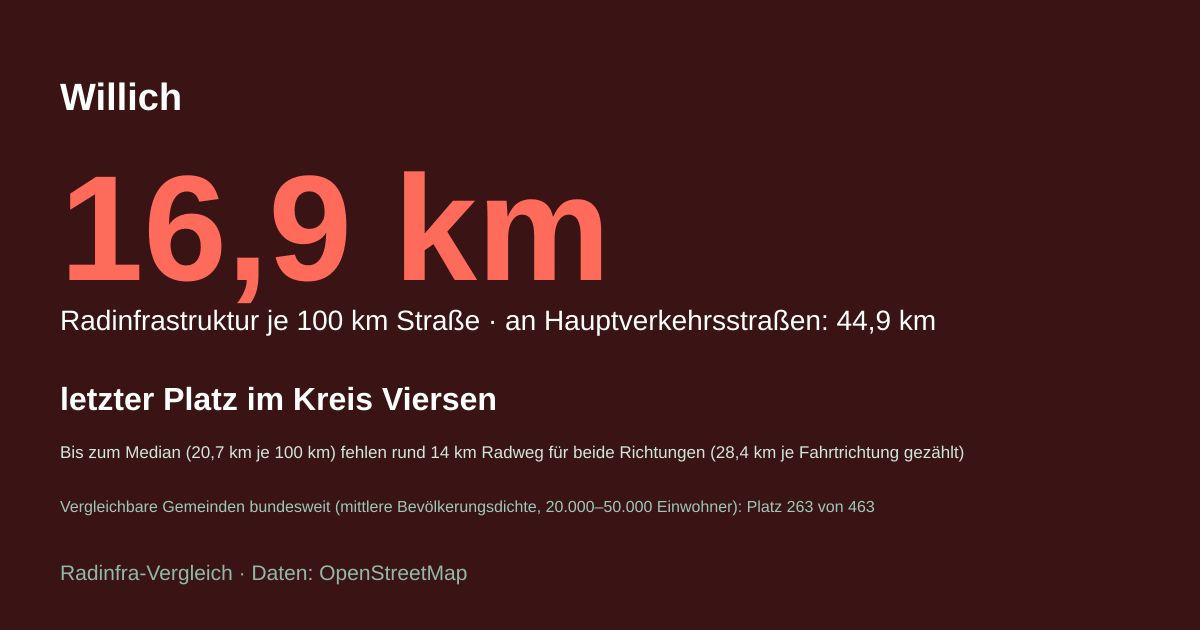 Willich
16,9 km
Radinfrastruktur je 100 km Straße · an Hauptverkehrsstraßen: 44,9 km
letzter Platz im Kreis Viersen
Bis zum Median (20,7 km je 100 km) fehlen rund 14 km Radweg für beide Richtungen (28,4 km je Fahrtrichtung gezählt)
Vergleichbare Gemeinden bundesweit (mittlere Bevölkerungsdichte, 20.000–50.000 Einwohner): Platz 263 von 463
Radinfra-Vergleich · Daten: OpenStreetMap